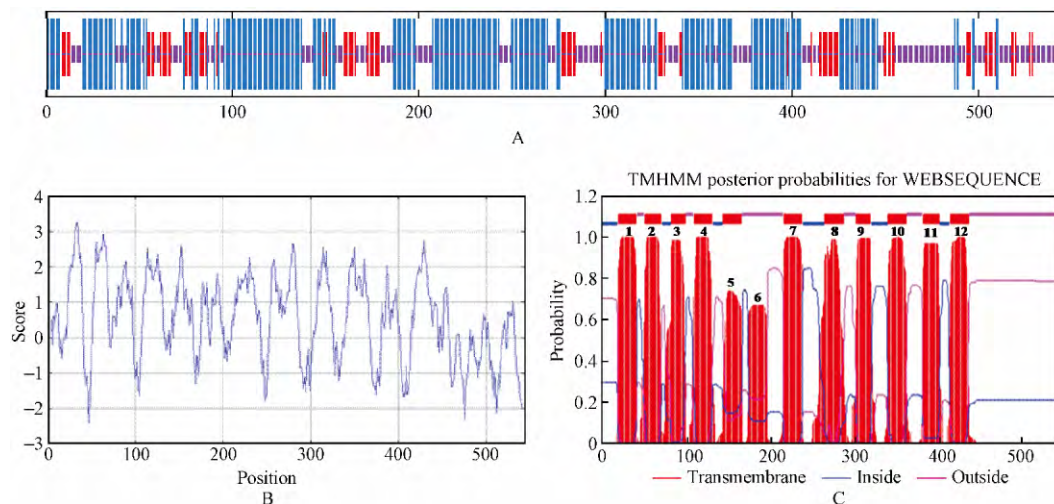 0 100 200 300 400 500
A
4
3
2
1
0
−1
−2
−3
Score
0 100 200 300 400 500
Position
B
TMHMM posterior probabilities for WEBSEQUENCE
1.2
1.0
0.8
0.6
0.4
0.2
0
Probability
1 2 3 4 5 6 7 8 9 10 11 12
0 100 200 300 400 500
Transmembrane Inside Outside
C